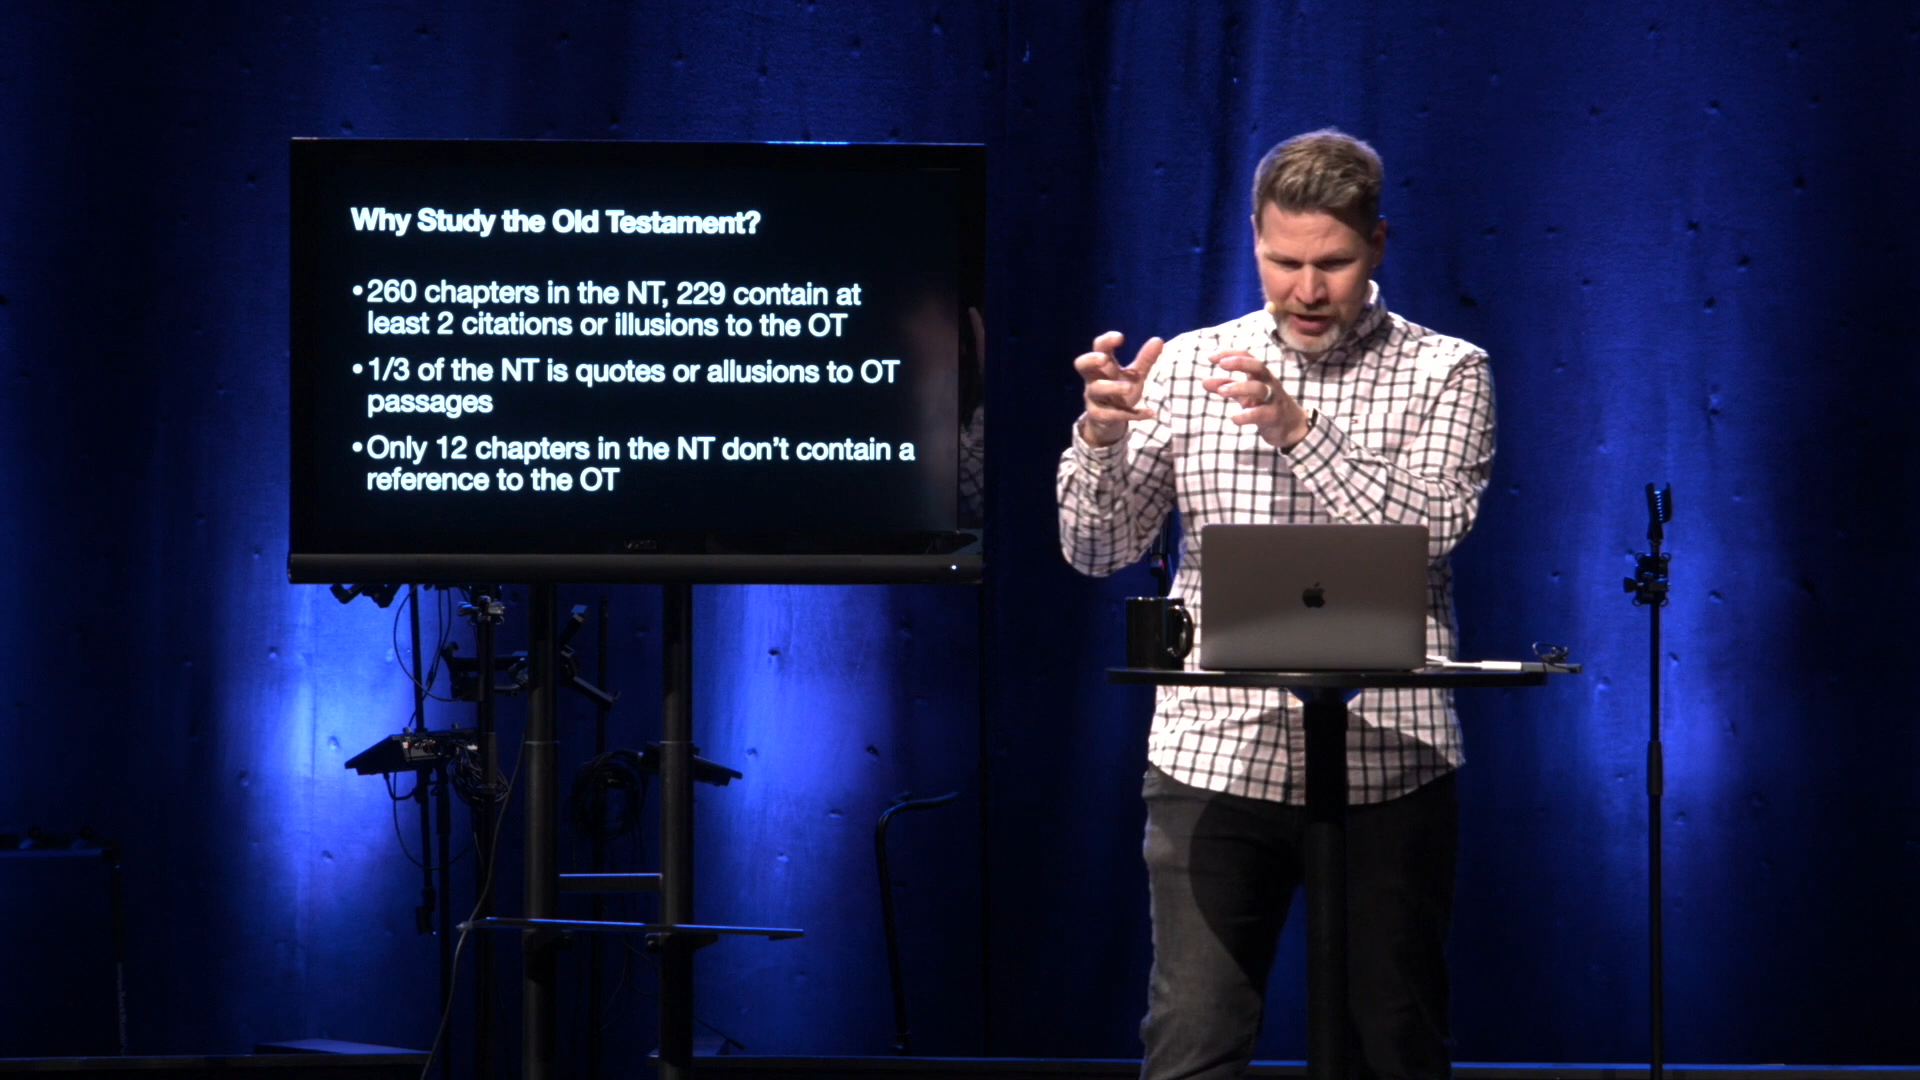 Why Study the Old Testament?
•260 chapters in the NT, 229 contain at
least 2 citations or illusions to the OT
•1/3 of the NT is quotes or allusions to OT
passages
•Only 12 chapters in the NT don't contain a
reference to the OT